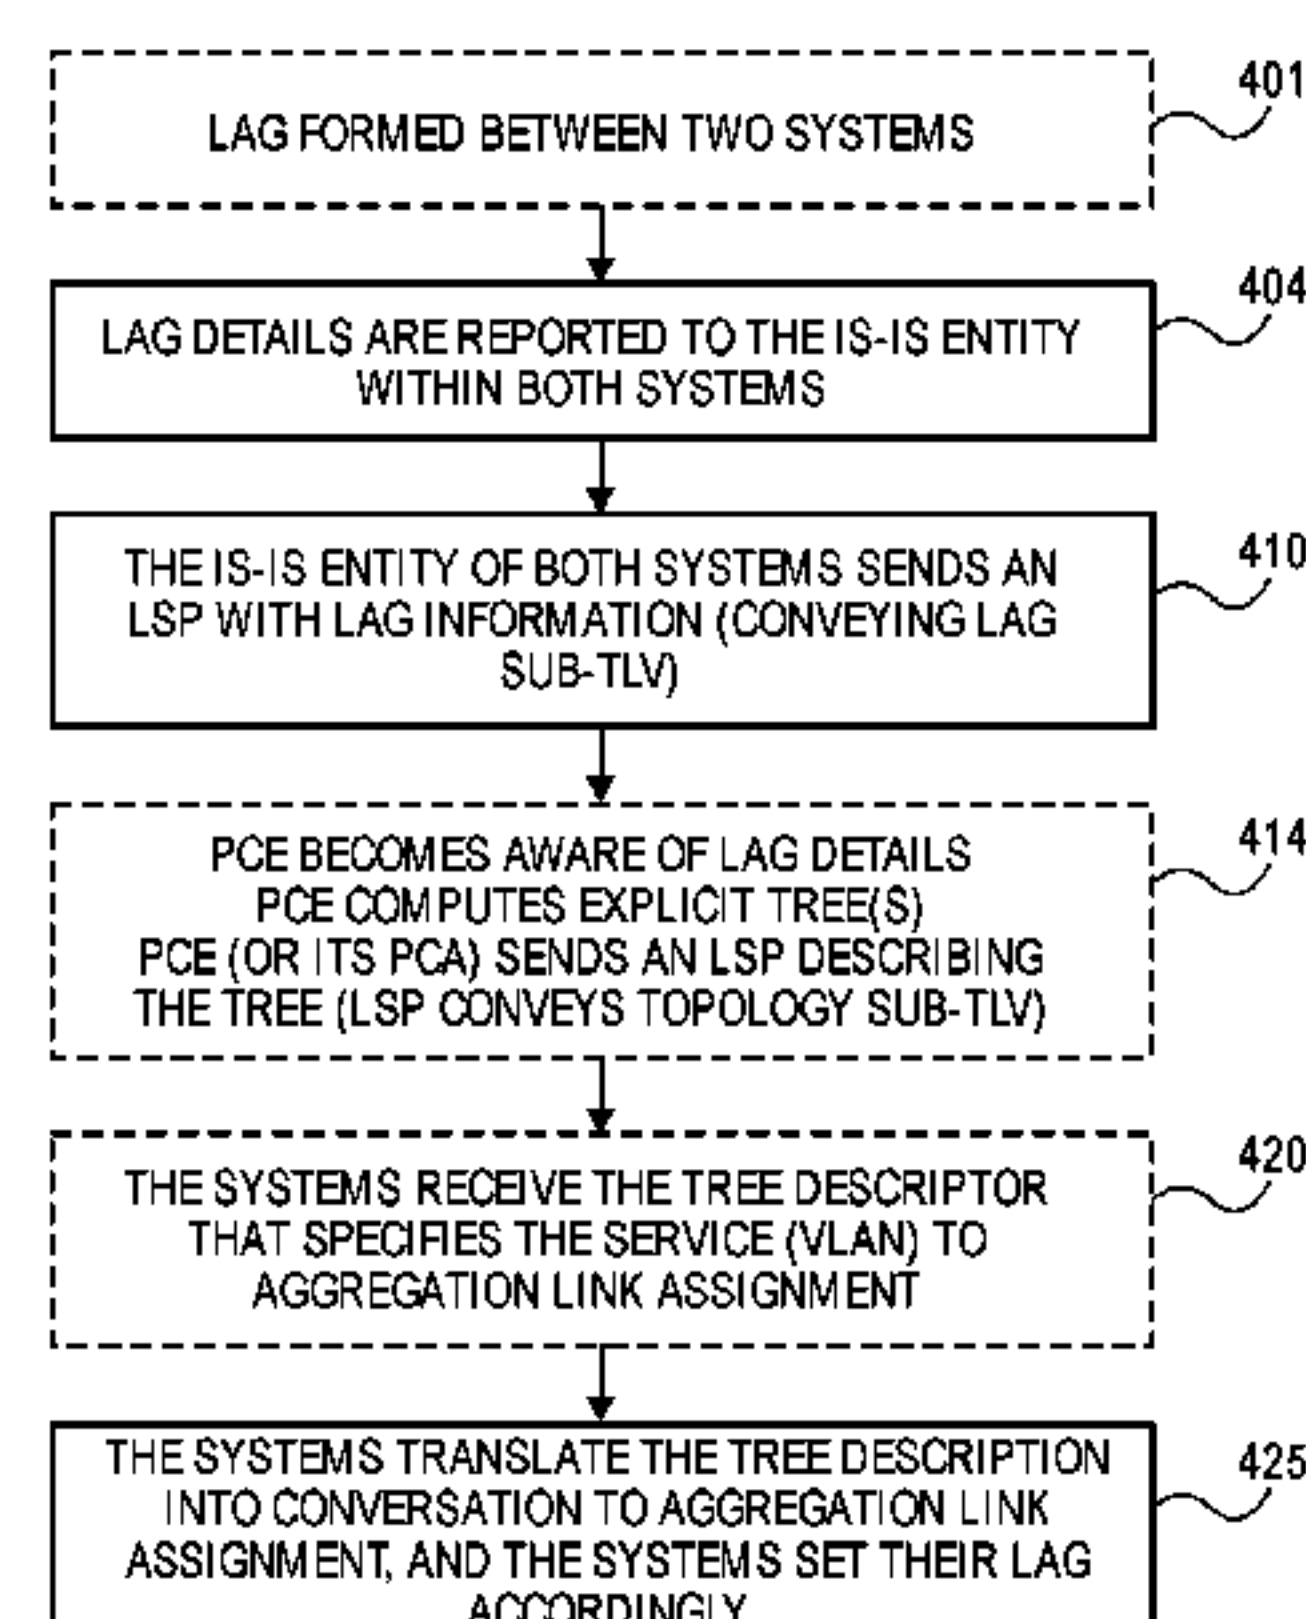 401
LAG FORMED BETWEEN TWO SYSTEMS
404
LAG DETAILS ARE REPORTED TO THE IS-IS ENTITY
WITHIN BOTH SYSTEMS
410
THE IS-IS ENTITY OF BOTH SYSTEMS SENDS AN
LSP WITH LAG INFORMATION (CONVEYING LAG
SUB-TLV)
414
PCE BECOMES AWARE OF LAG DETAILS
PCE COMPUTES EXPLICIT TREE(S)
PCE (OR ITS PCA) SENDS AN LSP DESCRIBING
THE TREE (LSP CONVEYS TOPOLOGY SUB-TLV)
420
THE SYSTEMS RECEIVE THE TREE DESCRIPTOR
THAT SPECIFIES THE SERVICE (VLAN) TO
AGGREGATION LINK ASSIGNMENT
425
THE SYSTEMS TRANSLATE THE TREE DESCRIPTION
INTO CONVERSATION TO AGGREGATION LINK
ASSIGNMENT, AND THE SYSTEMS SET THEIR LAG
ACCORDINGLY